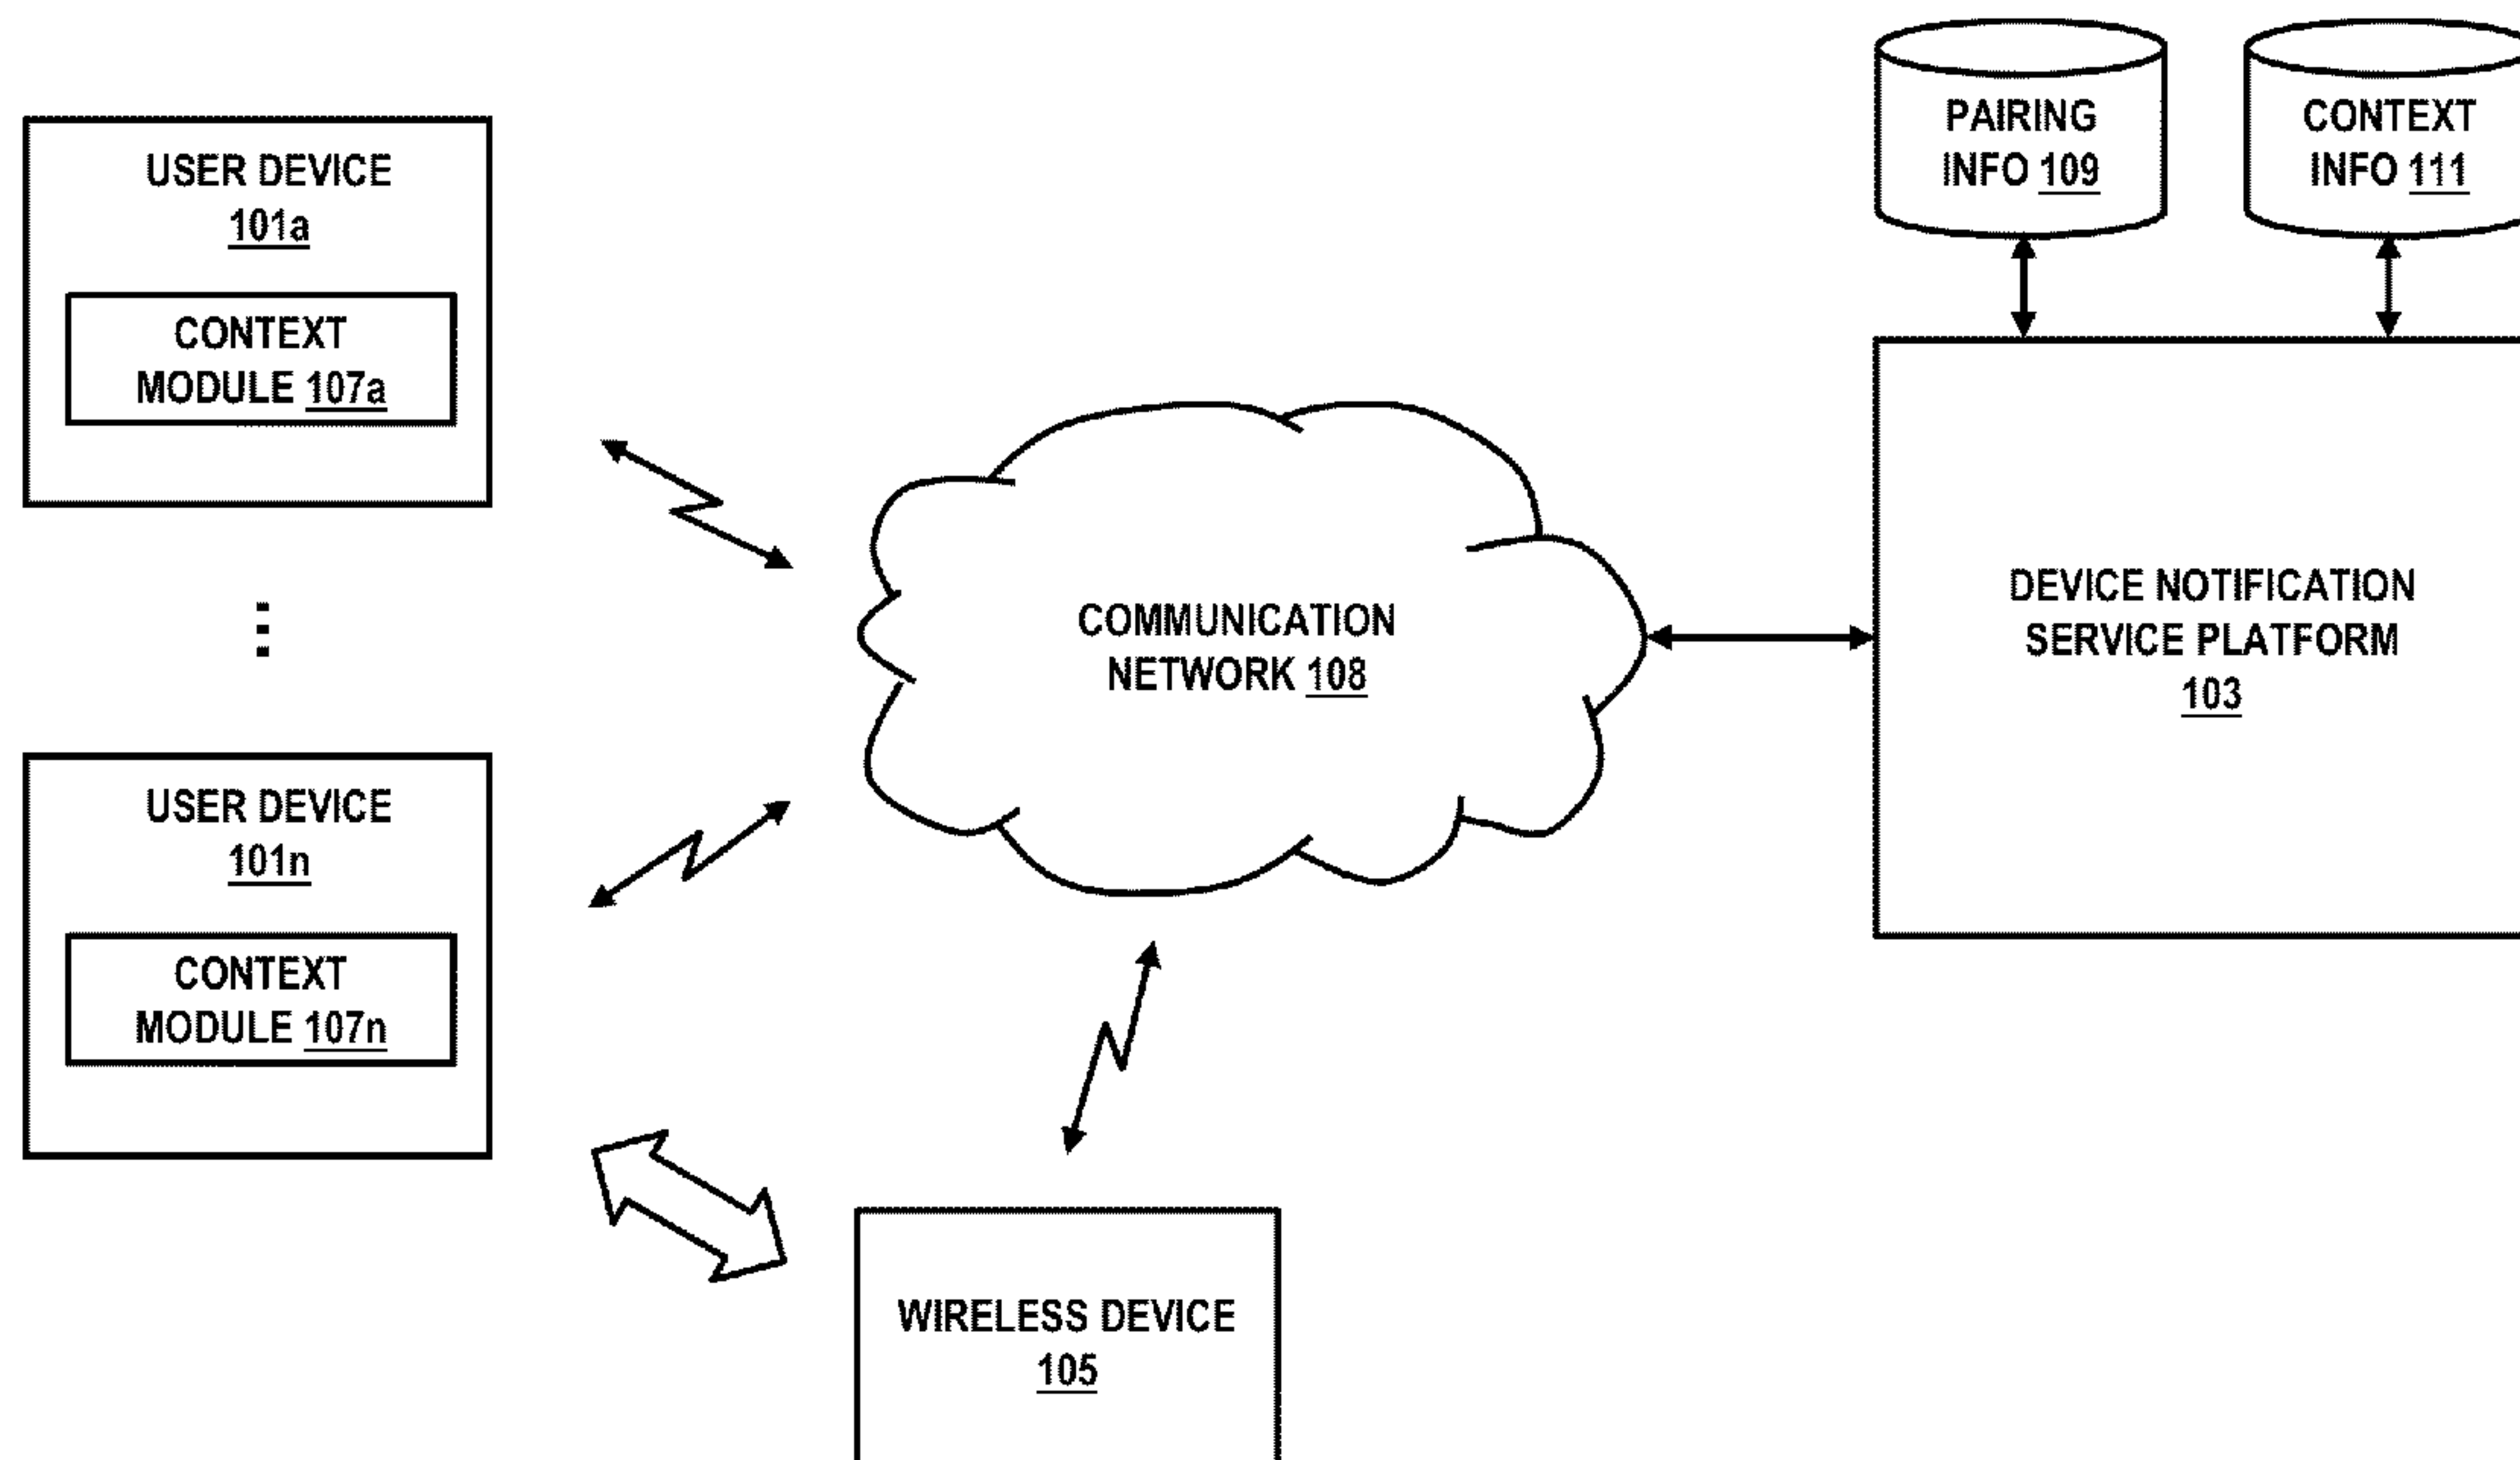 USER DEVICE
101a
CONTEXT
MODULE 107a
USER DEVICE
101n
CONTEXT
MODULE 107n
COMMUNICATION
NETWORK 108
WIRELESS DEVICE
105
PAIRING
INFO 109
CONTEXT
INFO 111
DEVICE NOTIFICATION
SERVICE PLATFORM
103